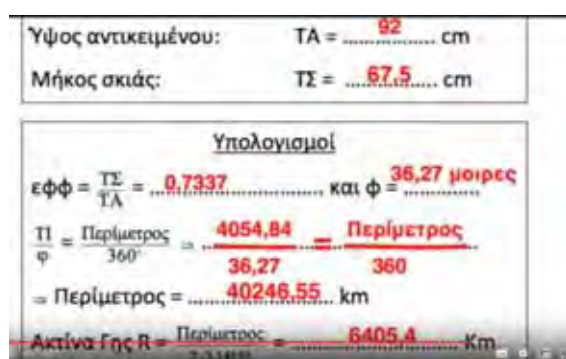 Ύψος αντικειμένου: ΤΑ = ......92...... cm
Μήκος σκιάς: ΤΣ = ....67,5..... cm
Υπολογισμοί
εφφ = ΤΣ/ΤΑ = ...0,7337...................... και φ = 36,27 μοιρες
Π/φ = Περίμετρος/360° ⇒ 4054,84/36,27 = Περίμετρος/360
⇒ Περίμετρος = ........40246,55... km
Ακτίνα Γης R = Περίμετρος = ...........6405,4........ Km